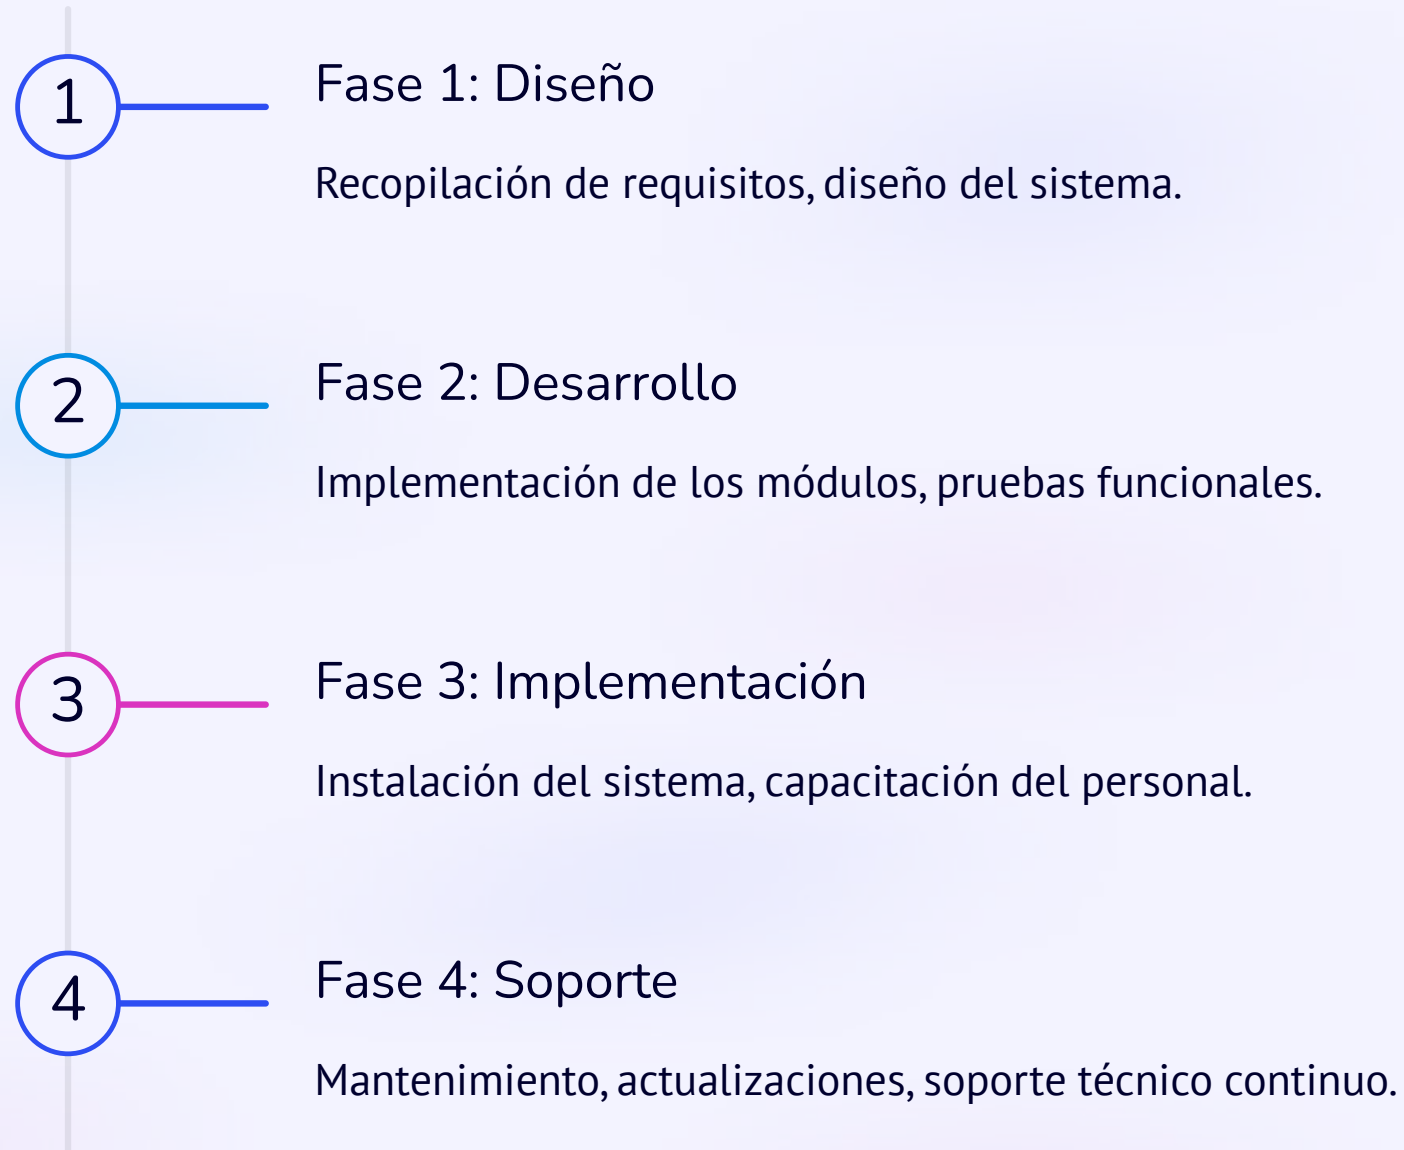 1
Fase 1: Diseño
Recopilación de requisitos, diseño del sistema.
2
Fase 2: Desarrollo
Implementación de los módulos, pruebas funcionales.
3
Fase 3: Implementación
Instalación del sistema, capacitación del personal.
4
Fase 4: Soporte
Mantenimiento, actualizaciones, soporte técnico continuo.